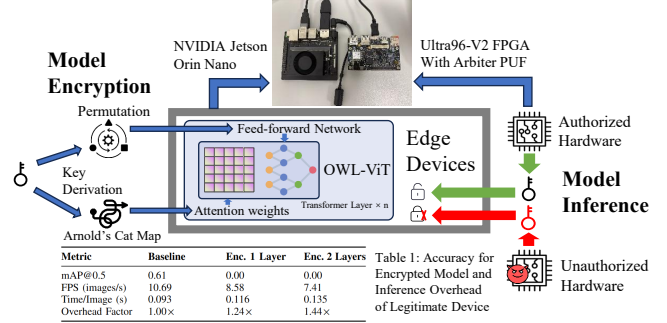 Model
Encryption
NVIDIA Jetson
Orin Nano
Ultra96-V2 FPGA
With Arbiter PUF
Permutation
Feed-forward Network
OWL-ViT
Attention weights
Transformer Layer × n
Edge
Devices
Authorized
Hardware
Key
Derivation
Arnold's Cat Map
Model
Inference
Unauthorized
Hardware
Metric Baseline Enc. 1 Layer Enc. 2 Layers
mAP@0.5 0.61 0.00 0.00
FPS (images/s) 10.69 8.58 7.41
Time/Image (s) 0.093 0.116 0.135
Overhead Factor 1.00× 1.24× 1.44×
Table 1: Accuracy for
Encrypted Model and
Inference Overhead
of Legitimate Device